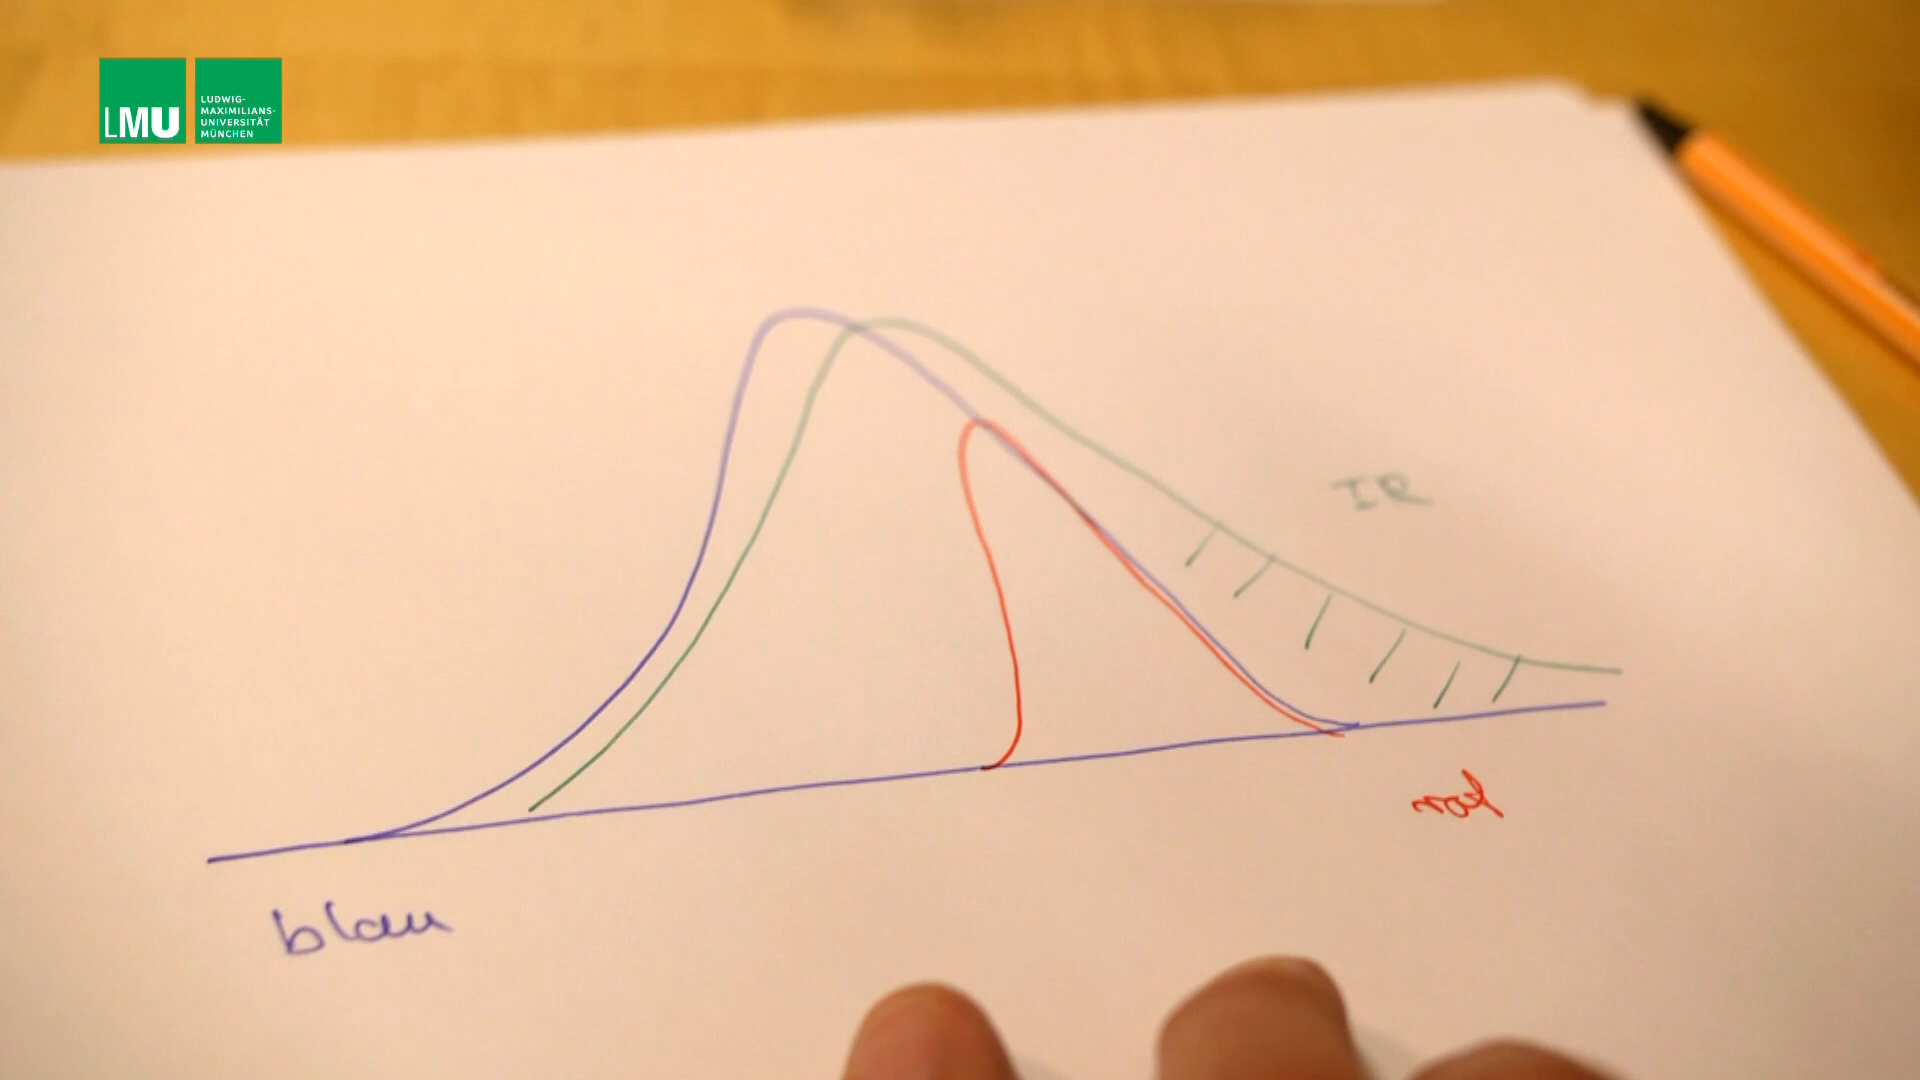 LMU
LUDWIG-
MAXIMILIANS-
UNIVERSITÄT
MÜNCHEN
IR
rot
blau